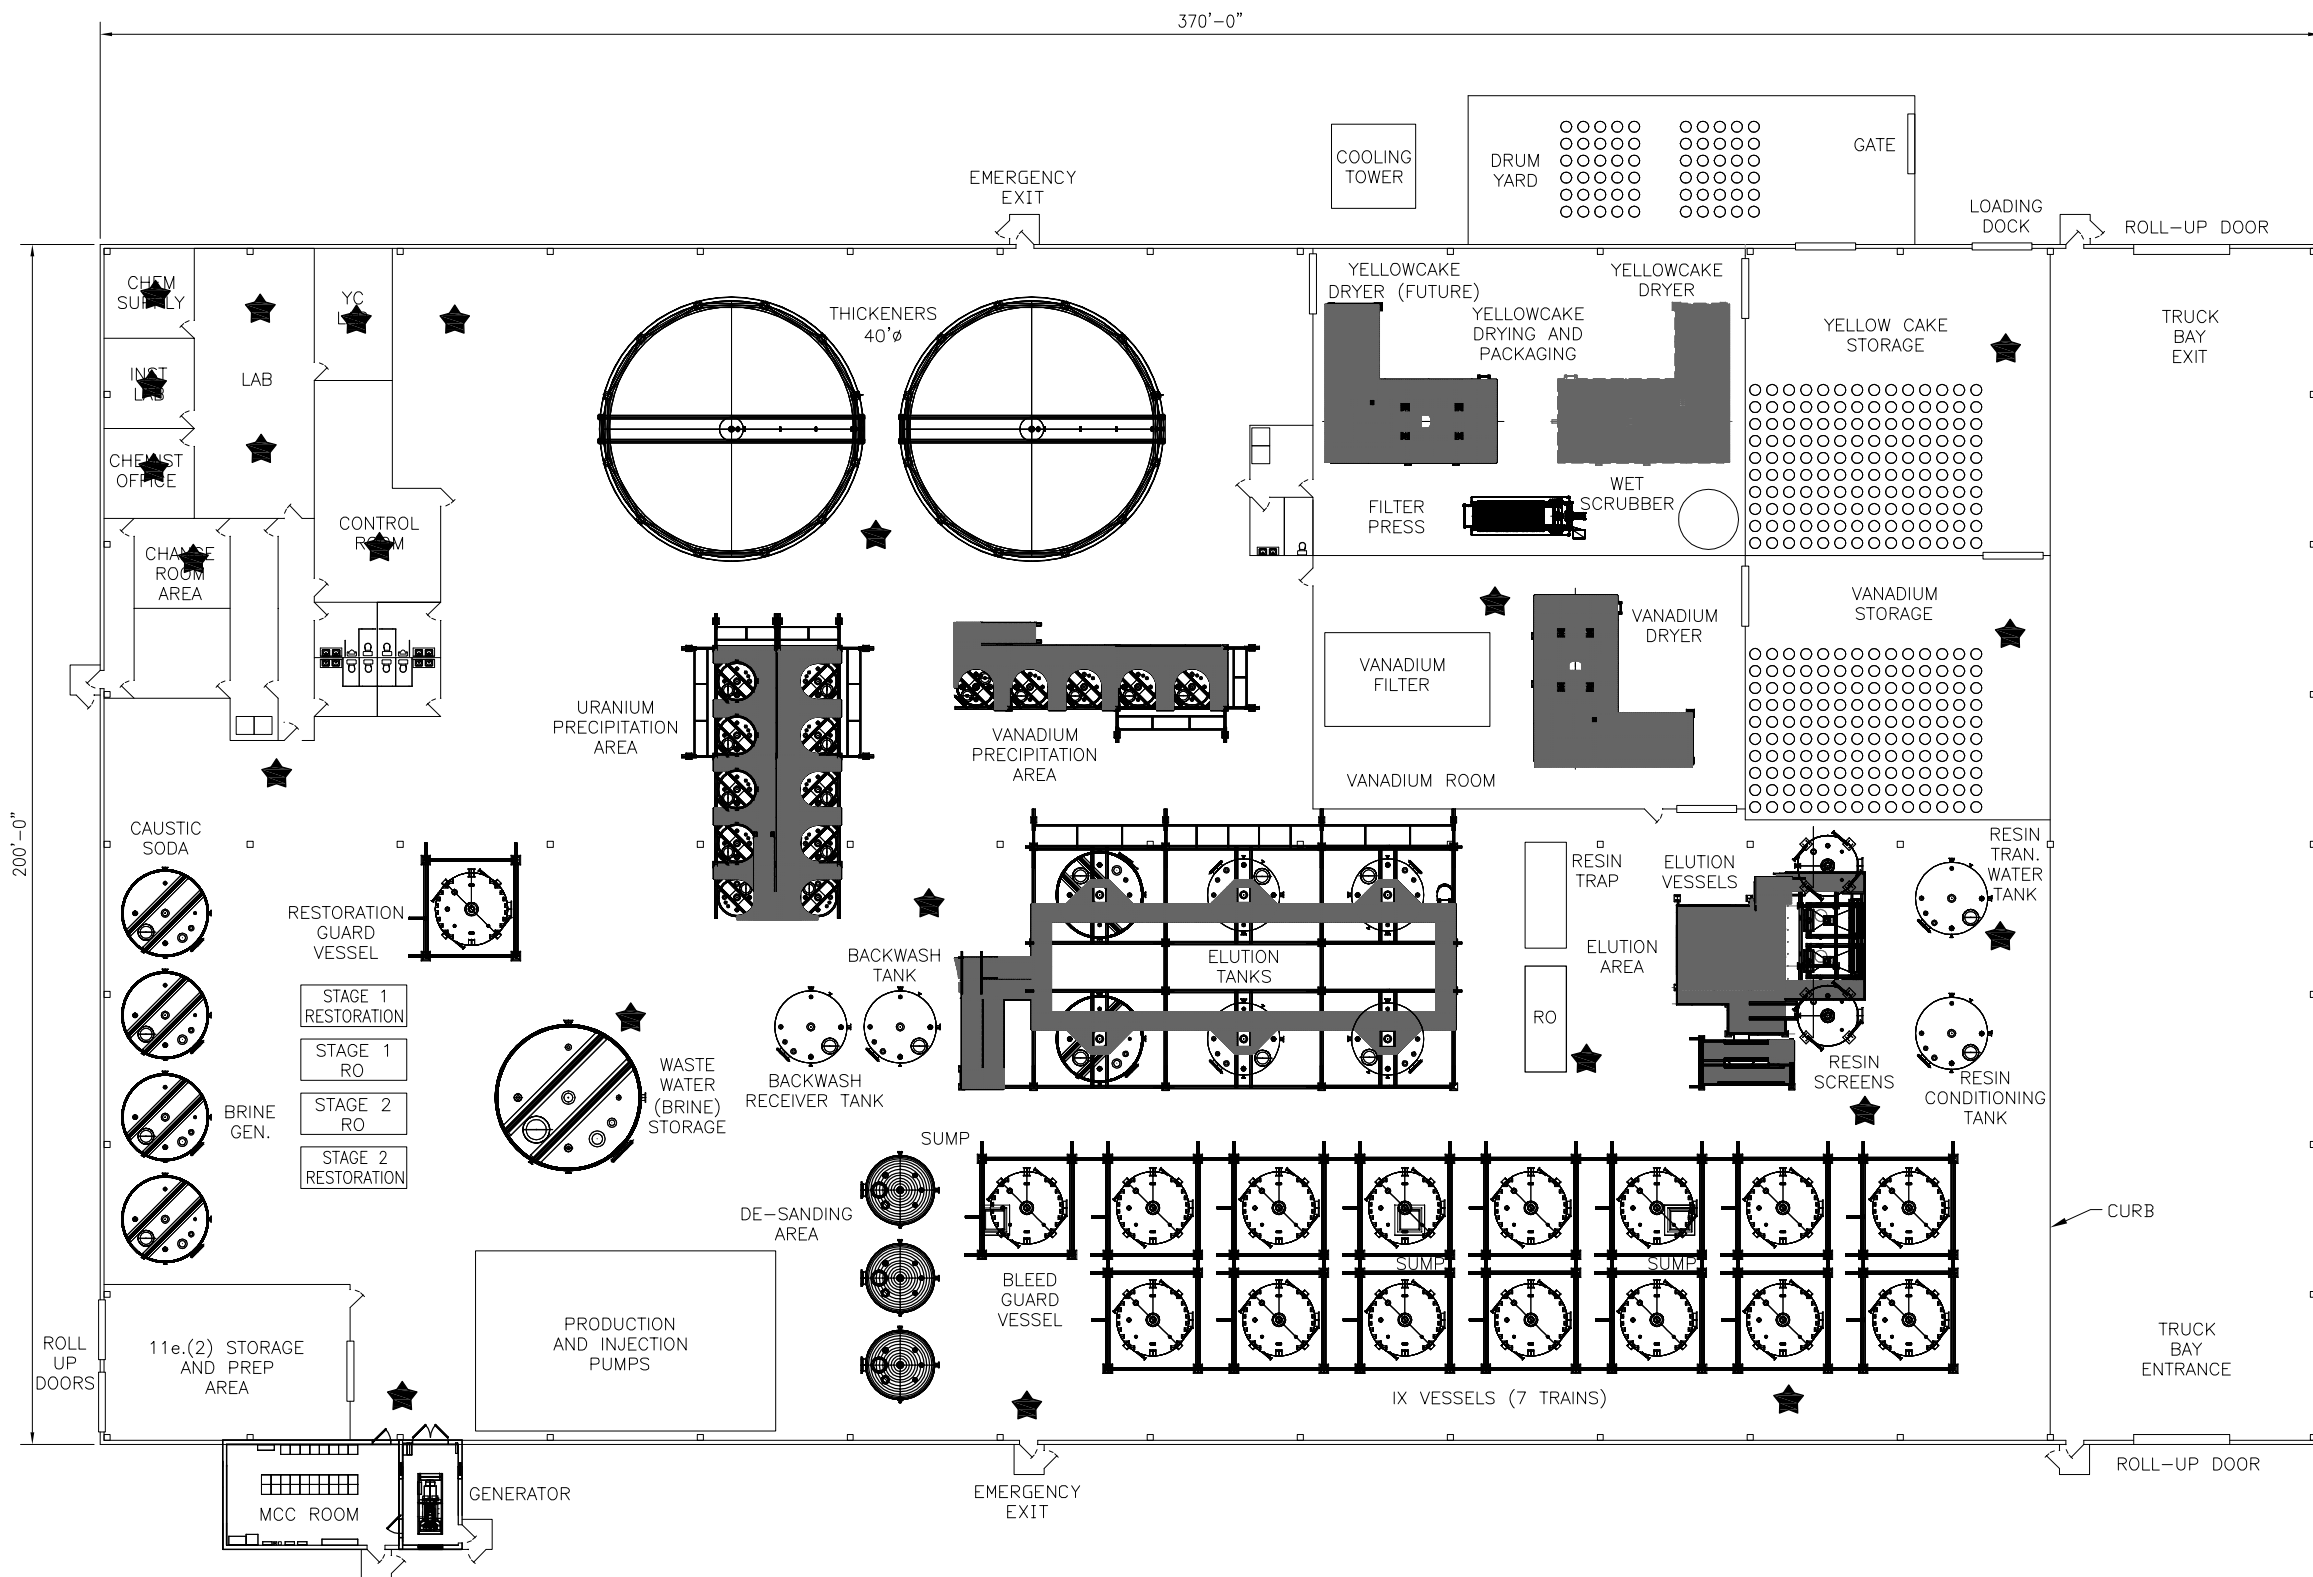 370'-0"
COOLING
TOWER
DRUM
YARD
GATE
EMERGENCY
EXIT
LOADING
DOCK
ROLL-UP DOOR
CHEM
SUPPLY
YC
LAB
THICKENERS
40'ø
YELLOWCAKE
DRYER (FUTURE)
YELLOWCAKE
DRYER
YELLOWCAKE
DRYING AND
PACKAGING
YELLOW CAKE
STORAGE
TRUCK
BAY
EXIT
INST
LAB
LAB
CHEMIST
OFFICE
CONTROL
ROOM
CHANGE
ROOM
AREA
FILTER
PRESS
WET
SCRUBBER
VANADIUM
STORAGE
VANADIUM
DRYER
VANADIUM
FILTER
VANADIUM ROOM
URANIUM
PRECIPITATION
AREA
VANADIUM
PRECIPITATION
AREA
200'-0"
CAUSTIC
SODA
RESTORATION
GUARD
VESSEL
RESIN
TRAP
ELUTION
VESSELS
RESIN
TRAN.
WATER
TANK
BACKWASH
TANK
ELUTION
TANKS
ELUTION
AREA
STAGE 1
RESTORATION
STAGE 1
RO
STAGE 2
RO
STAGE 2
RESTORATION
BRINE
GEN.
WASTE
WATER
(BRINE)
STORAGE
BACKWASH
RECEIVER TANK
RO
RESIN
SCREENS
RESIN
CONDITIONING
TANK
SUMP
DE-SANDING
AREA
BLEED
GUARD
VESSEL
SUMP
SUMP
CURB
IX VESSELS (7 TRAINS)
ROLL
UP
DOORS
11e.(2) STORAGE
AND PREP
AREA
PRODUCTION
AND INJECTION
PUMPS
TRUCK
BAY
ENTRANCE
MCC ROOM
GENERATOR
EMERGENCY
EXIT
ROLL-UP DOOR